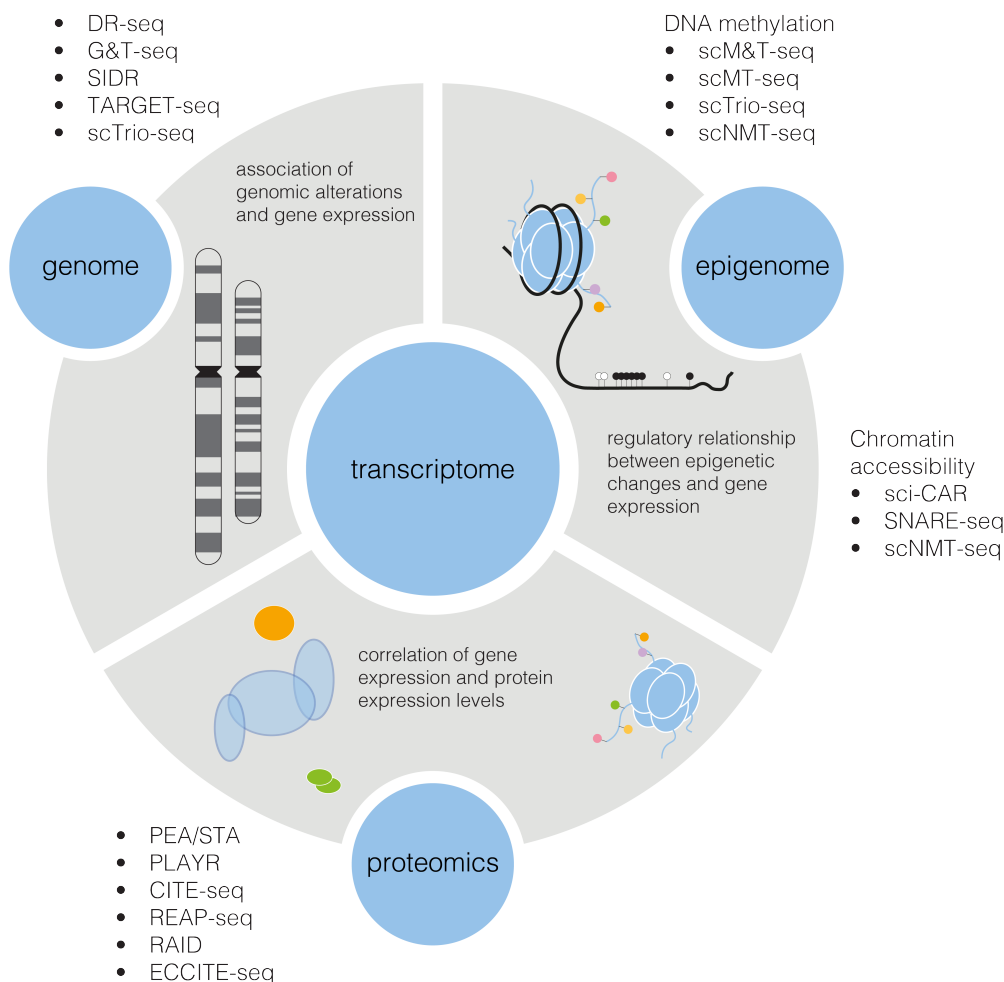 • DR-seq
• G&T-seq
• SIDR
• TARGET-seq
• scTrio-seq
DNA methylation
• scM&T-seq
• scMT-seq
• scTrio-seq
• scNMT-seq
association of
genomic alterations
and gene expression
genome
epigenome
transcriptome
regulatory relationship
between epigenetic
changes and gene
expression
Chromatin
accessibility
• sci-CAR
• SNARE-seq
• scNMT-seq
correlation of gene
expression and protein
expression levels
proteomics
• PEA/STA
• PLAYR
• CITE-seq
• REAP-seq
• RAID
• ECCITE-seq